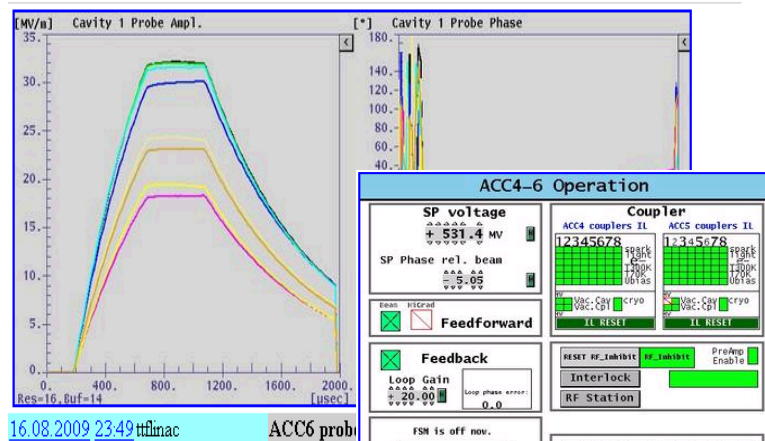 [MV/m] Cavity 1 Probe Ampl.
35.
30.
25.
20.
15.
10.
5.
0.
0. 400. 800. 1200. 1600. 2000.
Res=16,Buf=14 [µsec]
[°] Cavity 1 Probe Phase
180.
140.
100.
80.
60.
40.
<
<
16.08.2009 23:49 ttflinac ACC6 prob
ACC4-6 Operation
SP voltage
+ 531.4 MV
SP Phase rel. beam
- 5.05
Beam HiGrad
Feedforward
Feedback
Loop Gain
+ 20.00
Loop phase error:
0.0
FSM is off now.
Coupler
ACC4 couplers IL ACC5 couplers IL
12345678 12345678
spark spark
light light
e- e-
T300K T300K
T70K T70K
Ubias Ubias
HV HV
Vac.Cav cryo Vac.Cav cryo
Vac.Cpl Vac.Cpl
IL RESET IL RESET
RESET RF_Inhibit RF_Inhibit PreAmp
Enable
Interlock
RF Station